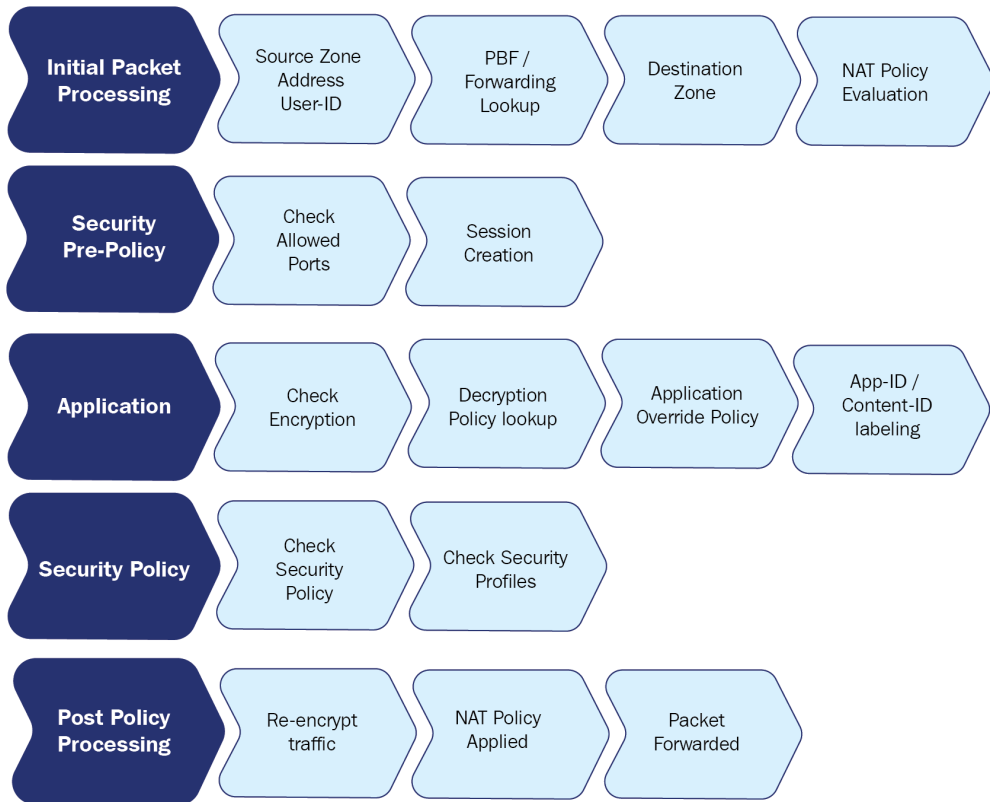 Initial Packet
Processing
Source Zone
Address
User-ID
PBF /
Forwarding
Lookup
Destination
Zone
NAT Policy
Evaluation
Security
Pre-Policy
Check
Allowed
Ports
Session
Creation
Application
Check
Encryption
Decryption
Policy lookup
Application
Override Policy
App-ID /
Content-ID
labeling
Security Policy
Check
Security
Policy
Check Security
Profiles
Post Policy
Processing
Re-encrypt
traffic
NAT Policy
Applied
Packet
Forwarded